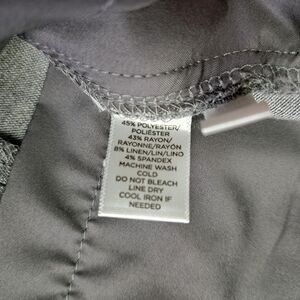 45% POLYESTER/
POLIÉSTER
43% RAYON/
RAYONNE/RAYÓN
8% LINEN/LIN/LINO
4% SPANDEX
MACHINE WASH
COLD
DO NOT BLEACH
LINE DRY
COOL IRON IF
NEEDED